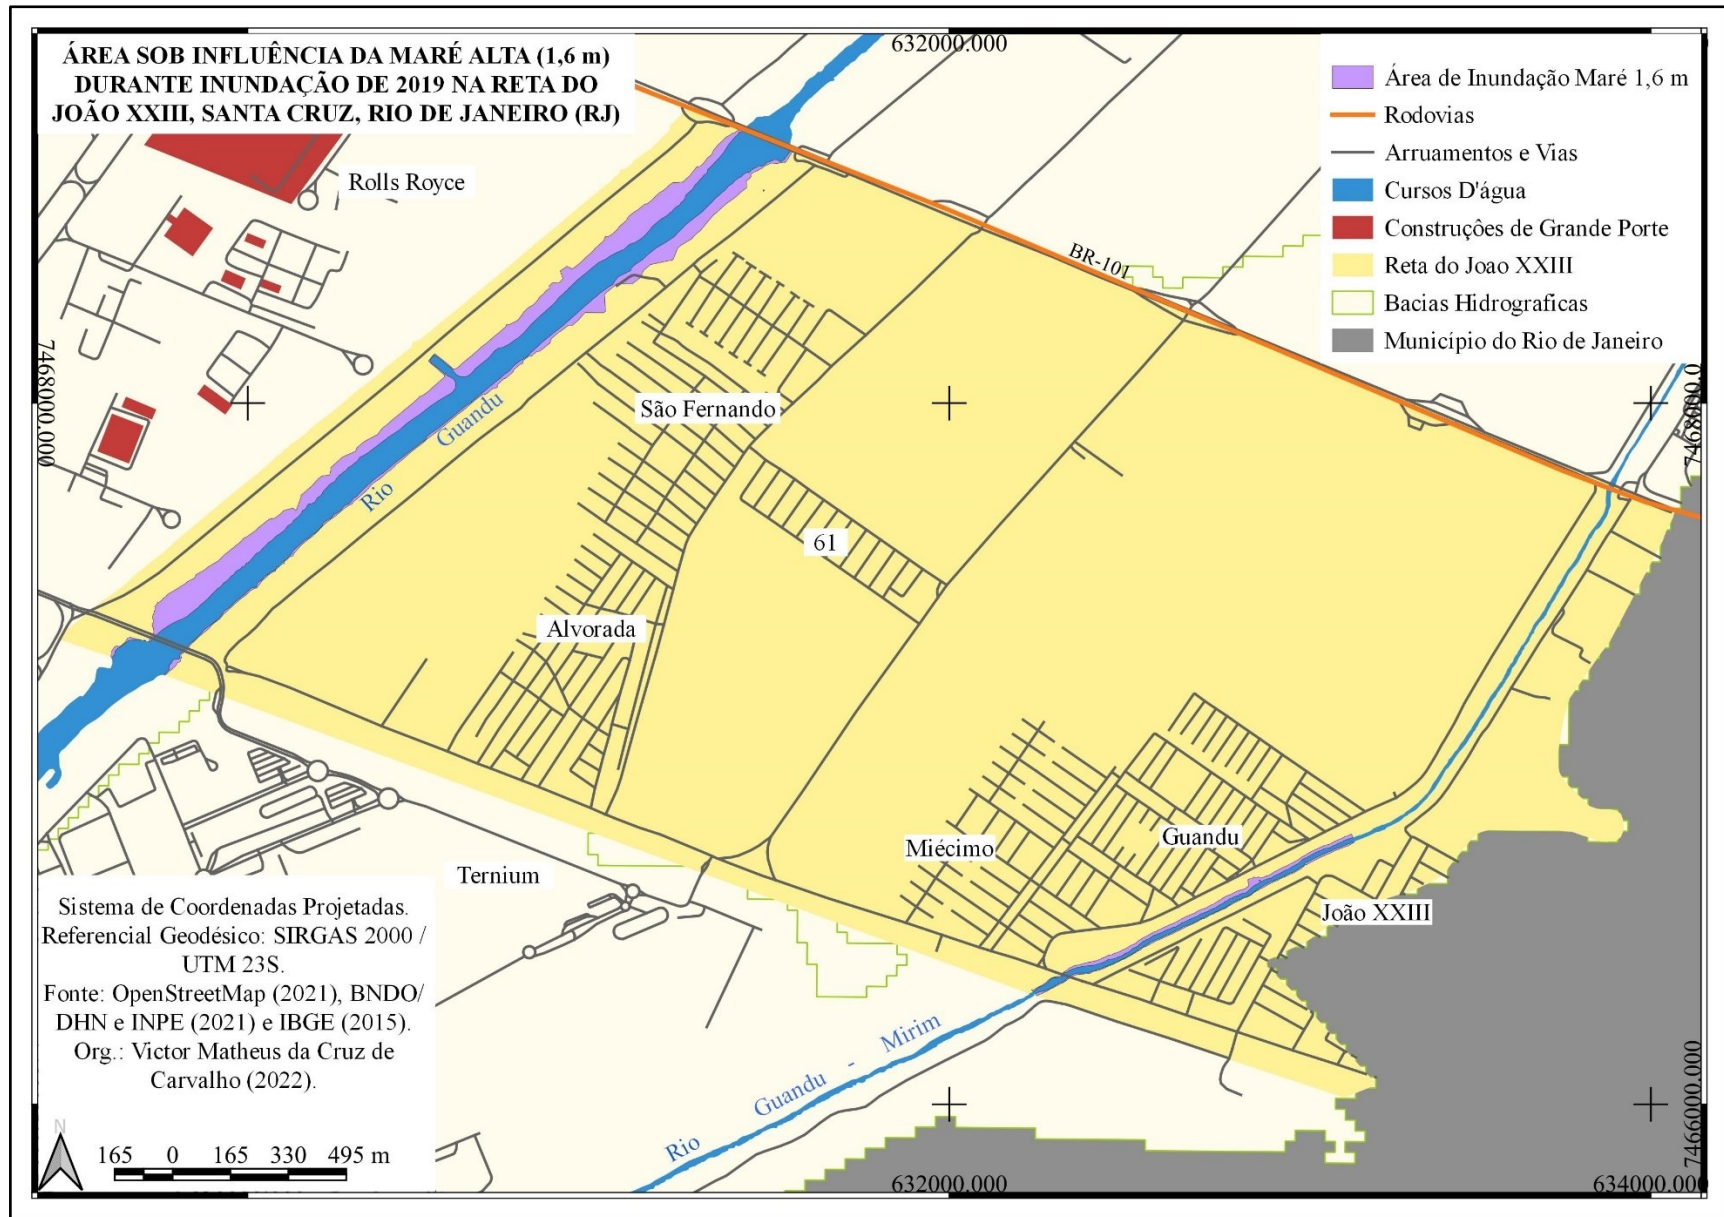 ÁREA SOB INFLUÊNCIA DA MARÉ ALTA (1,6 m)
DURANTE INUNDAÇÃO DE 2019 NA RETA DO
JOÃO XXIII, SANTA CRUZ, RIO DE JANEIRO (RJ)
632000.000
Área de Inundação Maré 1,6 m
Rodovias
Arruamentos e Vias
Cursos D'água
Construções de Grande Porte
Reta do Joao XXIII
Bacias Hidrograficas
Município do Rio de Janeiro
Rolls Royce
BR-101
7468000.000
7468000.0
São Fernando
Rio Guandu
61
Alvorada
Guandu
Miécimo
João XXIII
Ternium
Rio Guandu - Mirim
Sistema de Coordenadas Projetadas.
Referencial Geodésico: SIRGAS 2000 /
UTM 23S.
Fonte: OpenStreetMap (2021), BNDO/
DHN e INPE (2021) e IBGE (2015).
Org.: Victor Matheus da Cruz de
Carvalho (2022).
N
165 0 165 330 495 m
7466000.000
632000.000
634000.000